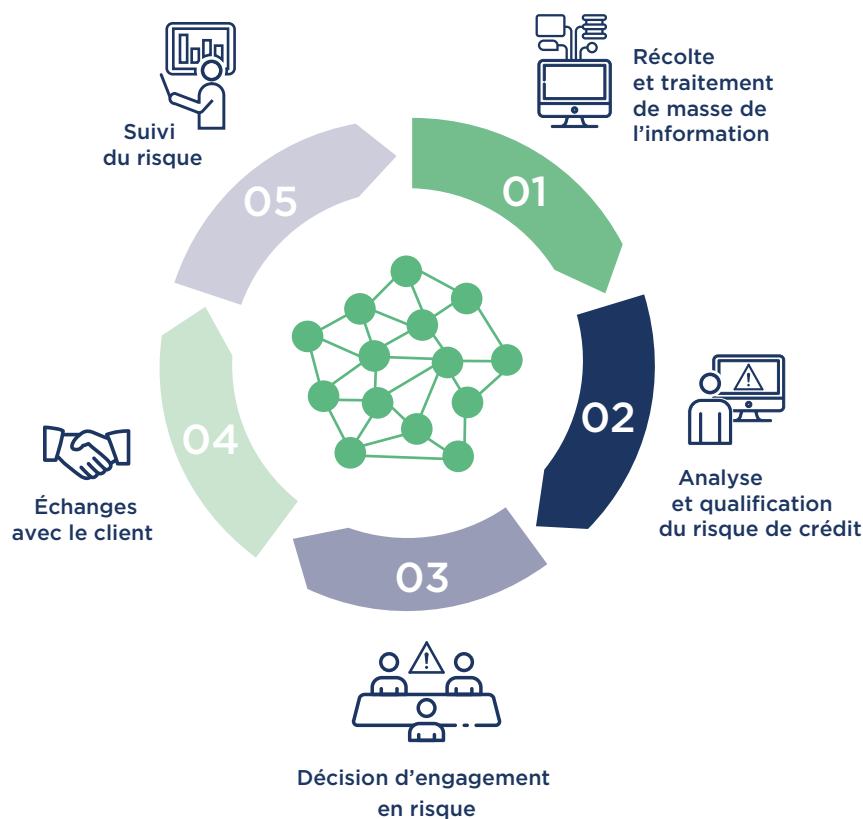 01
Récolte
et traitement
de masse de
l’information
02
Analyse
et qualification
du risque de crédit
03
Décision d’engagement
en risque
04
Échanges
avec le client
05
Suivi
du risque